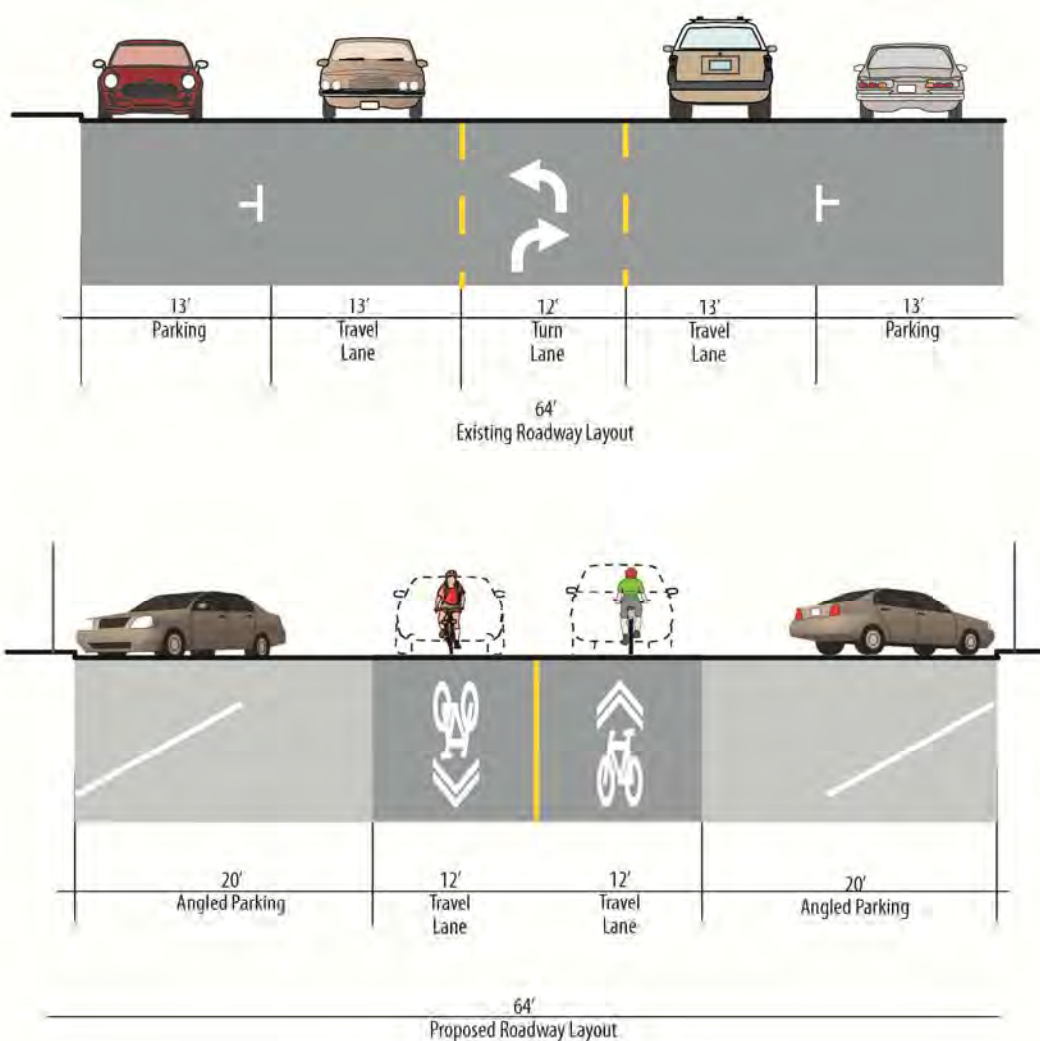 13' 13' 12' 13' 13'
Parking Travel Turn Travel Parking
Lane Lane Lane
64'
Existing Roadway Layout
20' 12' 12' 20'
Angled Parking Travel Travel Angled Parking
Lane Lane
64'
Proposed Roadway Layout